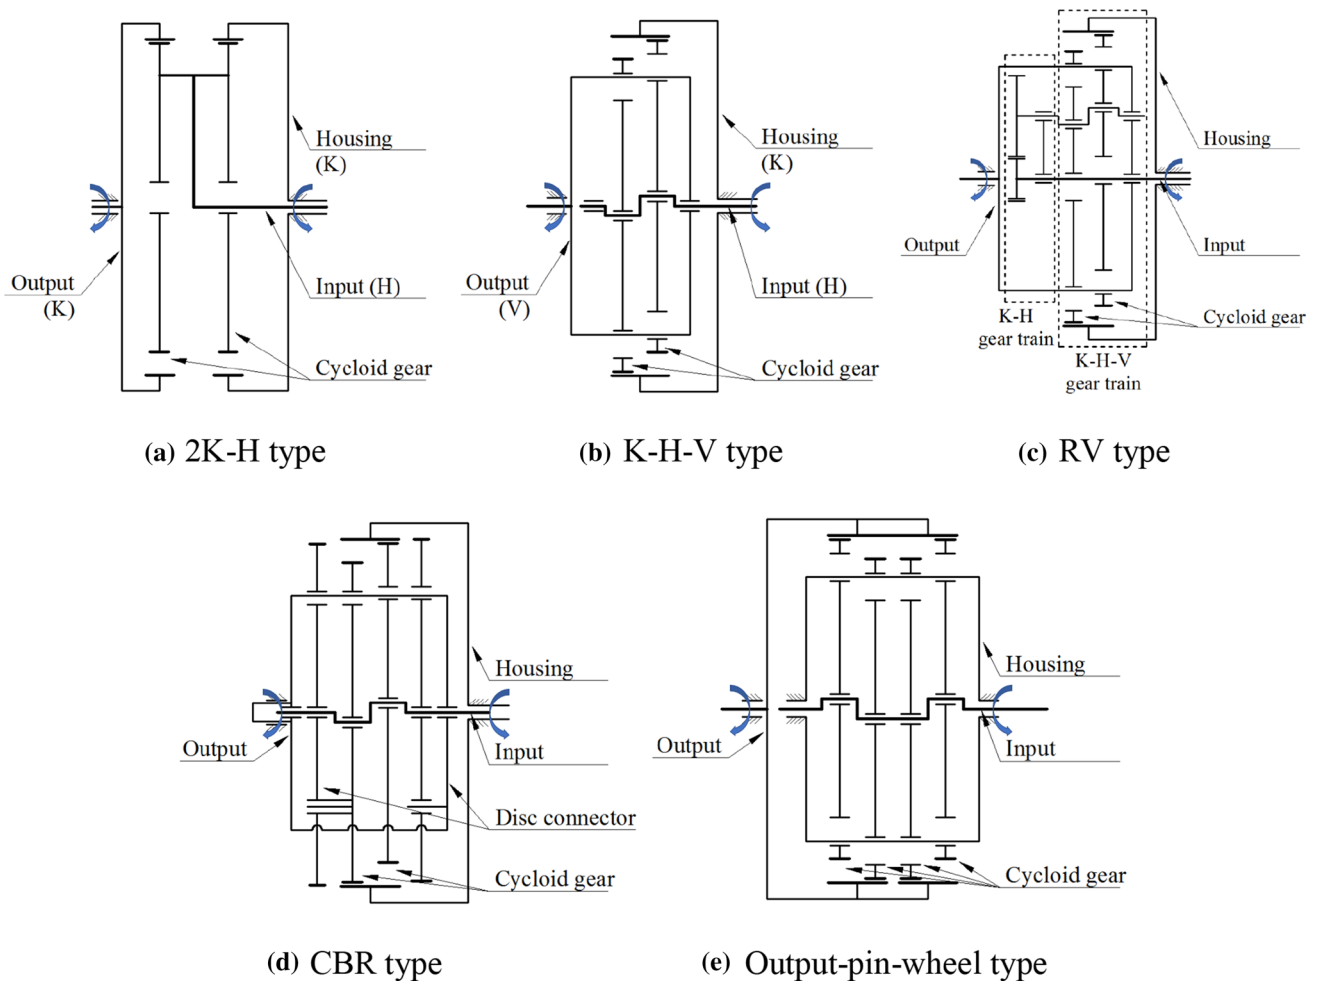 Housing
(K)
Output
(K)
Input (H)
Cycloid gear
(a) 2K-H type
Housing
(K)
Output
(V)
Input (H)
Cycloid gear
(b) K-H-V type
Housing
Output
Input
K-H
gear train
Cycloid gear
K-H-V
gear train
(c) RV type
Housing
Output
Input
Disc connector
Cycloid gear
(d) CBR type
Housing
Output
Input
Cycloid gear
(e) Output-pin-wheel type